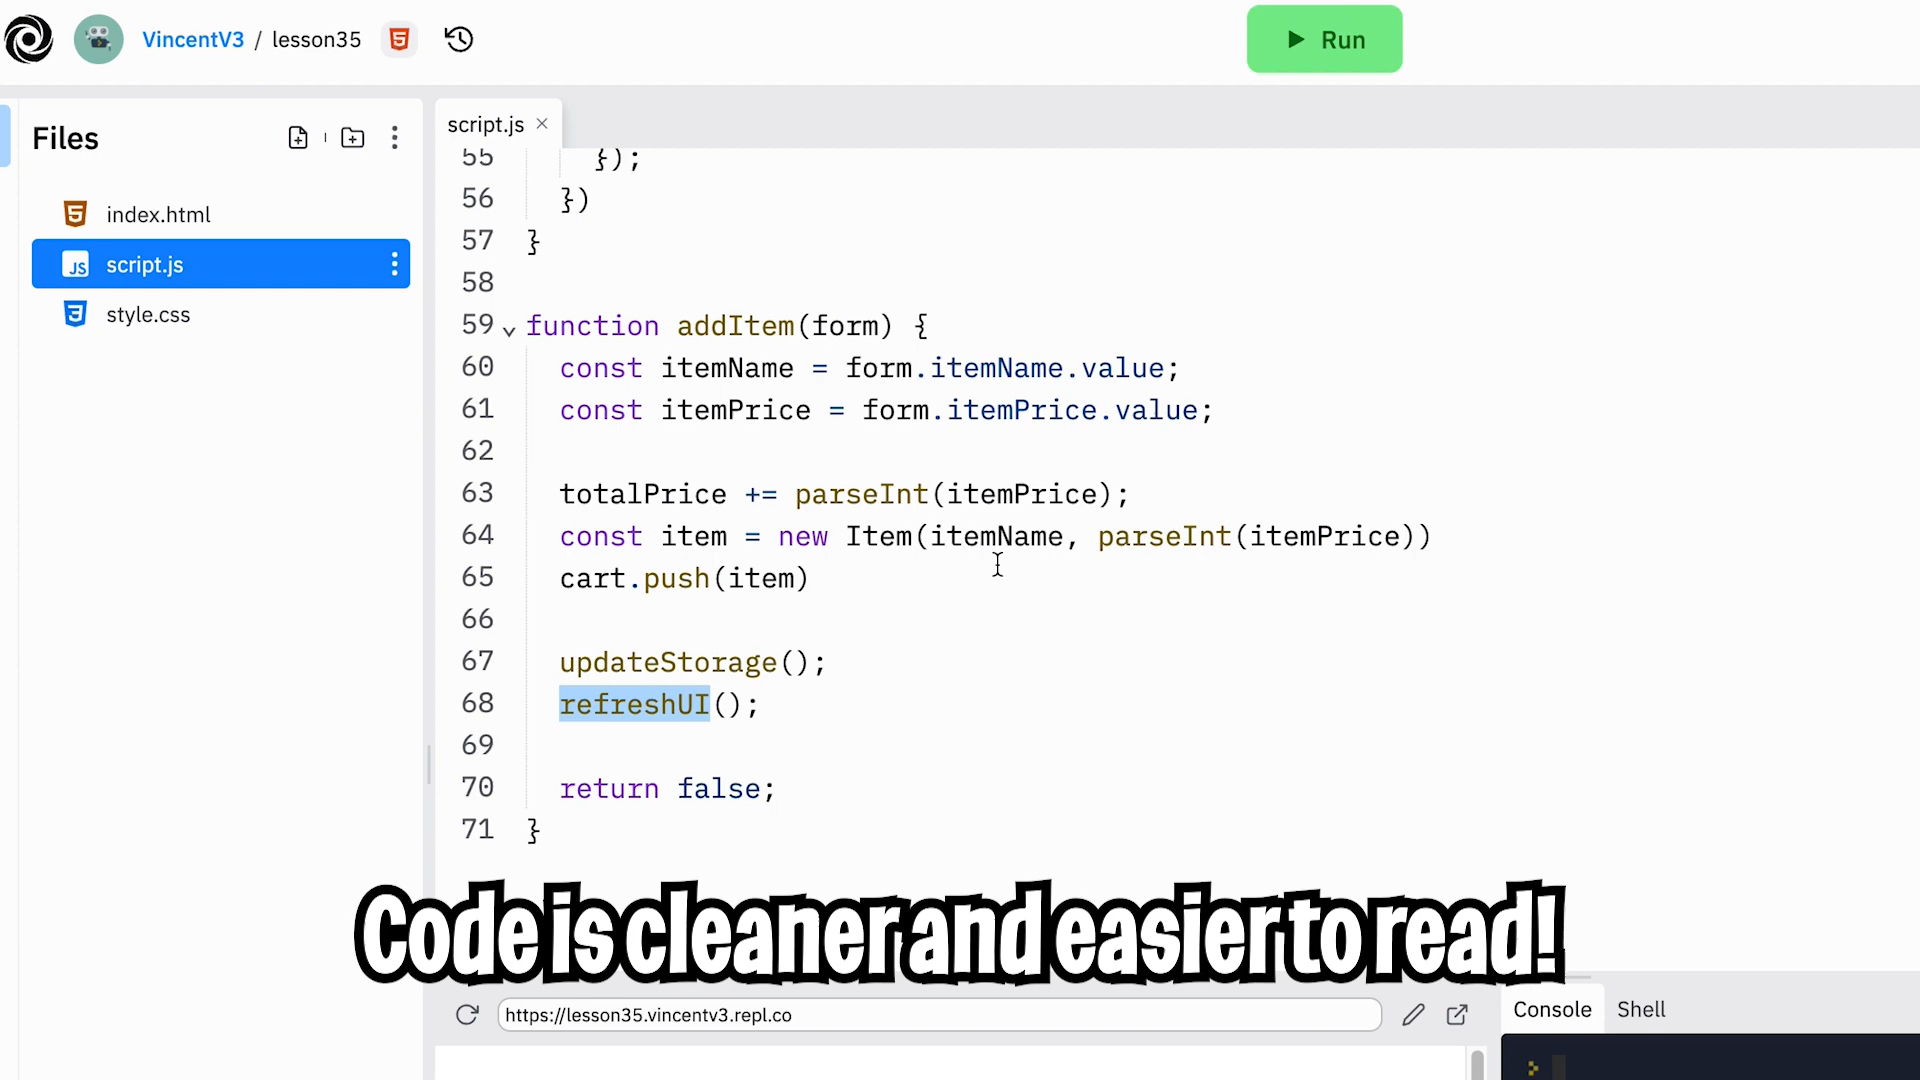 VincentV3 / lesson35
Run
Files
script.js
index.html
script.js
style.css
55 });
56 })
57 }
58
59 function addItem(form) {
60 const itemName = form.itemName.value;
61 const itemPrice = form.itemPrice.value;
62
63 totalPrice += parseInt(itemPrice);
64 const item = new Item(itemName, parseInt(itemPrice))
65 cart.push(item)
66
67 updateStorage();
68 refreshUI();
69
70 return false;
71 }
Code is cleaner and easier to read!
https://lesson35.vincentv3.repl.co
Console Shell